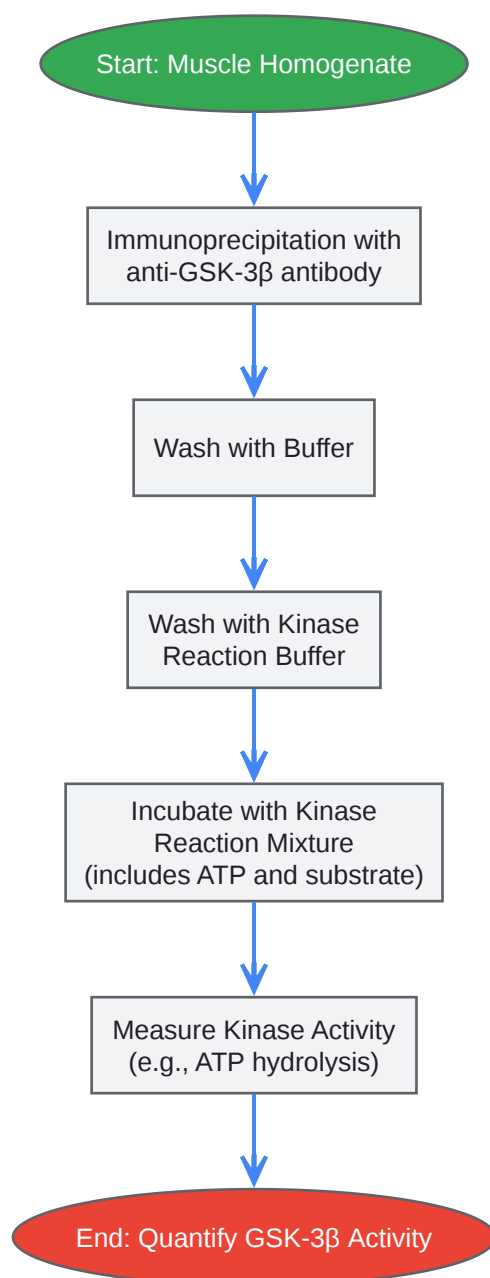 Start: Muscle Homogenate
Immunoprecipitation with
anti-GSK-3β antibody
Wash with Buffer
Wash with Kinase
Reaction Buffer
Incubate with Kinase
Reaction Mixture
(includes ATP and substrate)
Measure Kinase Activity
(e.g., ATP hydrolysis)
End: Quantify GSK-3β Activity